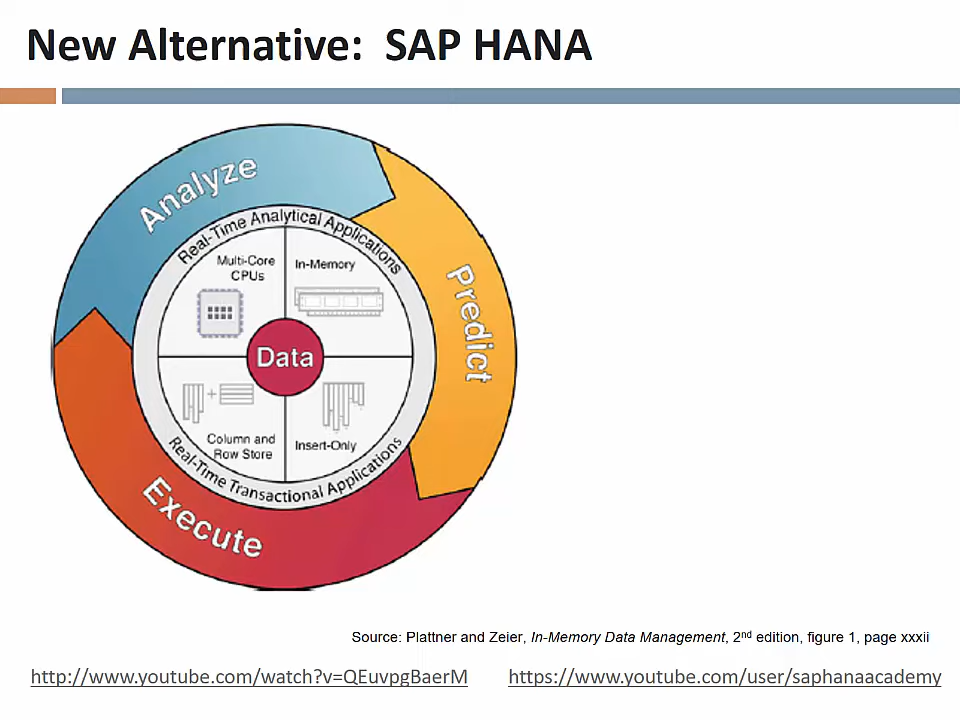 New Alternative:  SAP HANA
Analyze
Predict
Execute
Real-Time Analytical Applications
Multi-Core
CPUs
In-Memory
Data
Column and
Row Store
Insert-Only
Real-Time Transactional Applications
Source: Plattner and Zeier, In-Memory Data Management, 2nd edition, figure 1, page xxxii
http://www.youtube.com/watch?v=QEuvpgBaerM
https://www.youtube.com/user/saphanaacademy